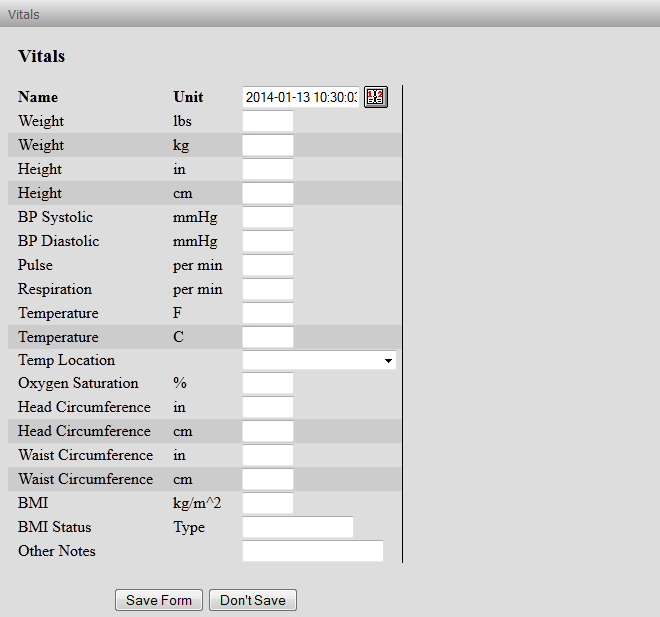 Vitals
Vitals
Name Unit 2014-01-13 10:30:03
Weight lbs
Weight kg
Height in
Height cm
BP Systolic mmHg
BP Diastolic mmHg
Pulse per min
Respiration per min
Temperature F
Temperature C
Temp Location
Oxygen Saturation %
Head Circumference in
Head Circumference cm
Waist Circumference in
Waist Circumference cm
BMI kg/m^2
BMI Status Type
Other Notes
Save Form Don't Save